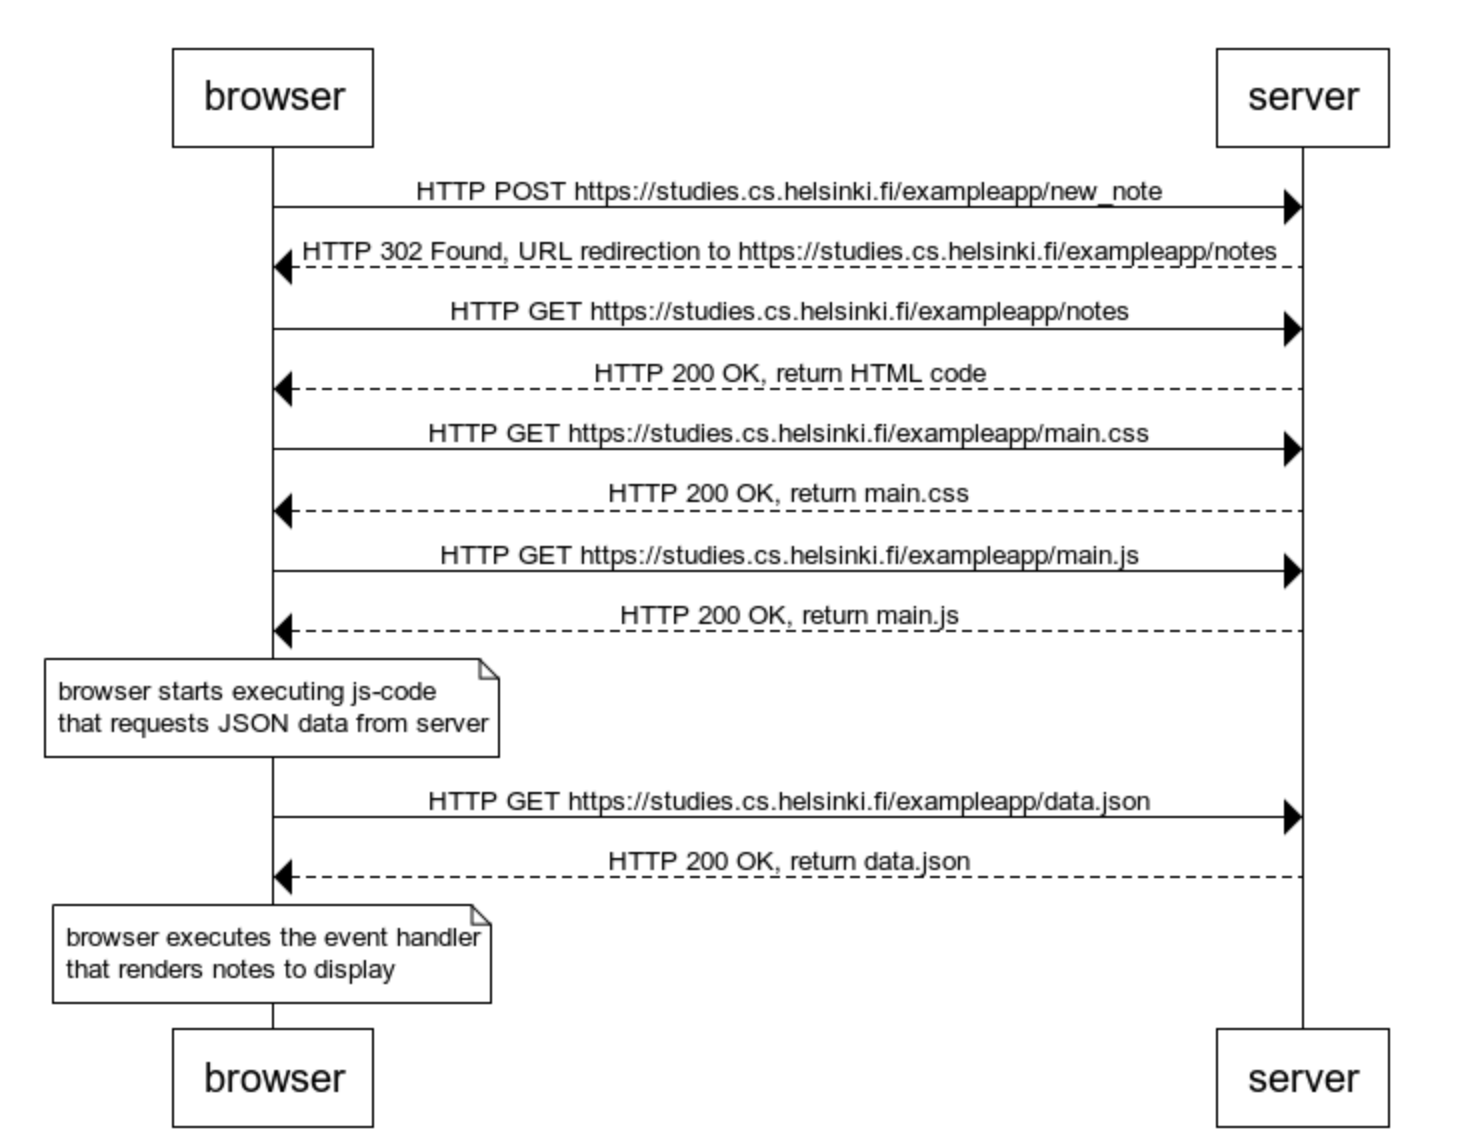 browser
server
HTTP POST https://studies.cs.helsinki.fi/exampleapp/new_note
HTTP 302 Found, URL redirection to https://studies.cs.helsinki.fi/exampleapp/notes
HTTP GET https://studies.cs.helsinki.fi/exampleapp/notes
HTTP 200 OK, return HTML code
HTTP GET https://studies.cs.helsinki.fi/exampleapp/main.css
HTTP 200 OK, return main.css
HTTP GET https://studies.cs.helsinki.fi/exampleapp/main.js
HTTP 200 OK, return main.js
browser starts executing js-code
that requests JSON data from server
HTTP GET https://studies.cs.helsinki.fi/exampleapp/data.json
HTTP 200 OK, return data.json
browser executes the event handler
that renders notes to display
browser
server